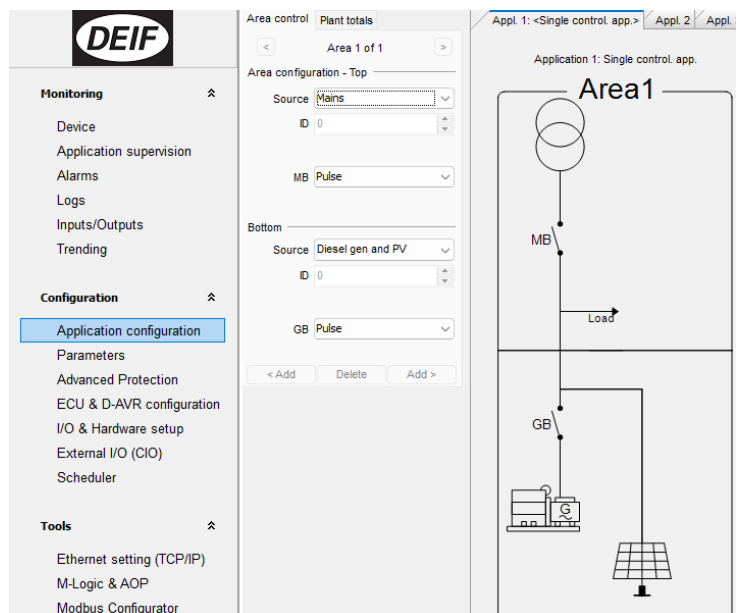 DEIF
Monitoring
Device
Application supervision
Alarms
Logs
Inputs/Outputs
Trending
Configuration
Application configuration
Parameters
Advanced Protection
ECU & D-AVR configuration
I/O & Hardware setup
External I/O (CIO)
Scheduler
Tools
Ethernet setting (TCP/IP)
M-Logic & AOP
Modbus Configurator
Area control Plant totals
< Area 1 of 1 >
Area configuration - Top
Source Mains
ID 0
MB Pulse
Bottom
Source Diesel gen and PV
ID 0
GB Pulse
< Add Delete Add >
Appl. 1: <Single control. app.> Appl. 2 Appl.
Application 1: Single control. app.
Area1
MB
Load
GB
G